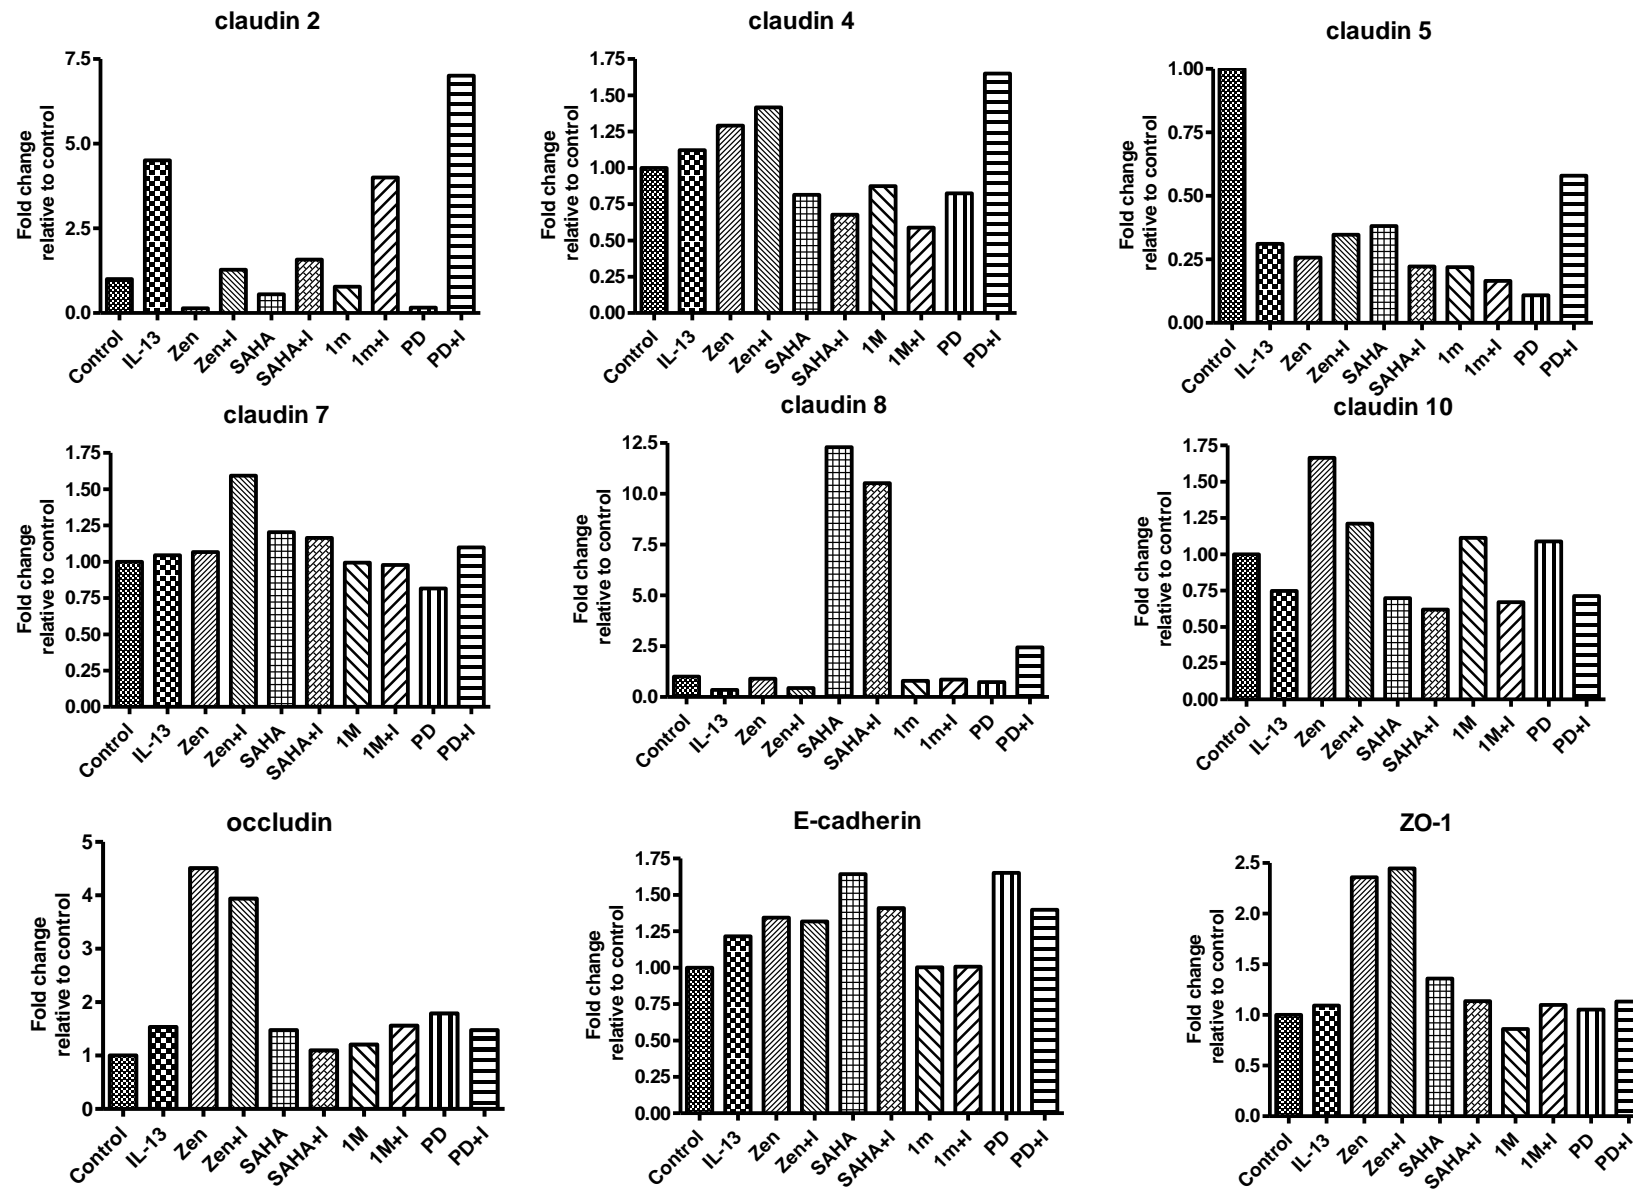 claudin 2
Fold change
relative to control
7.5
5.0
2.5
0.0
Control
IL-13
Zen
Zen+I
SAHA
SAHA+I
1m
1m+I
PD
PD+I
claudin 4
Fold change
relative to control
1.75
1.50
1.25
1.00
0.75
0.50
0.25
0.00
Control
IL-13
Zen
Zen+I
SAHA
SAHA+I
1M
1M+I
PD
PD+I
claudin 5
Fold change
relative to control
1.00
0.75
0.50
0.25
0.00
Control
IL-13
Zen
Zen+I
SAHA
SAHA+I
1m
1m+I
PD
PD+I
claudin 7
Fold change
relative to control
1.75
1.50
1.25
1.00
0.75
0.50
0.25
0.00
Control
IL-13
Zen
Zen+I
SAHA
SAHA+I
1M
1M+I
PD
PD+I
claudin 8
Fold change
relative to control
12.5
10.0
7.5
5.0
2.5
0.0
Control
IL-13
Zen
Zen+I
SAHA
SAHA+I
1m
1m+I
PD
PD+I
claudin 10
Fold change
relative to control
1.75
1.50
1.25
1.00
0.75
0.50
0.25
0.00
Control
IL-13
Zen
Zen+I
SAHA
SAHA+I
1M
1M+I
PD
PD+I
occludin
Fold change
relative to control
5
4
3
2
1
0
Control
IL-13
Zen
Zen+I
SAHA
SAHA+I
1M
1M+I
PD
PD+I
E-cadherin
Fold change
relative to control
1.75
1.50
1.25
1.00
0.75
0.50
0.25
0.00
Control
IL-13
Zen
Zen+I
SAHA
SAHA+I
1m
1m+I
PD
PD+I
ZO-1
Fold change
relative to control
2.5
2.0
1.5
1.0
0.5
0.0
Control
IL-13
Zen
Zen+I
SAHA
SAHA+I
1M
1M+I
PD
PD+I